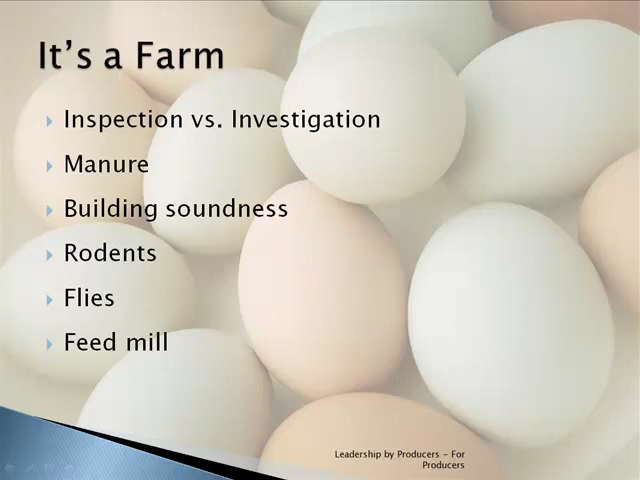 It's a Farm
Inspection vs. Investigation
Manure
Building soundness
Rodents
Flies
Feed mill
Leadership by Producers – For
Producers